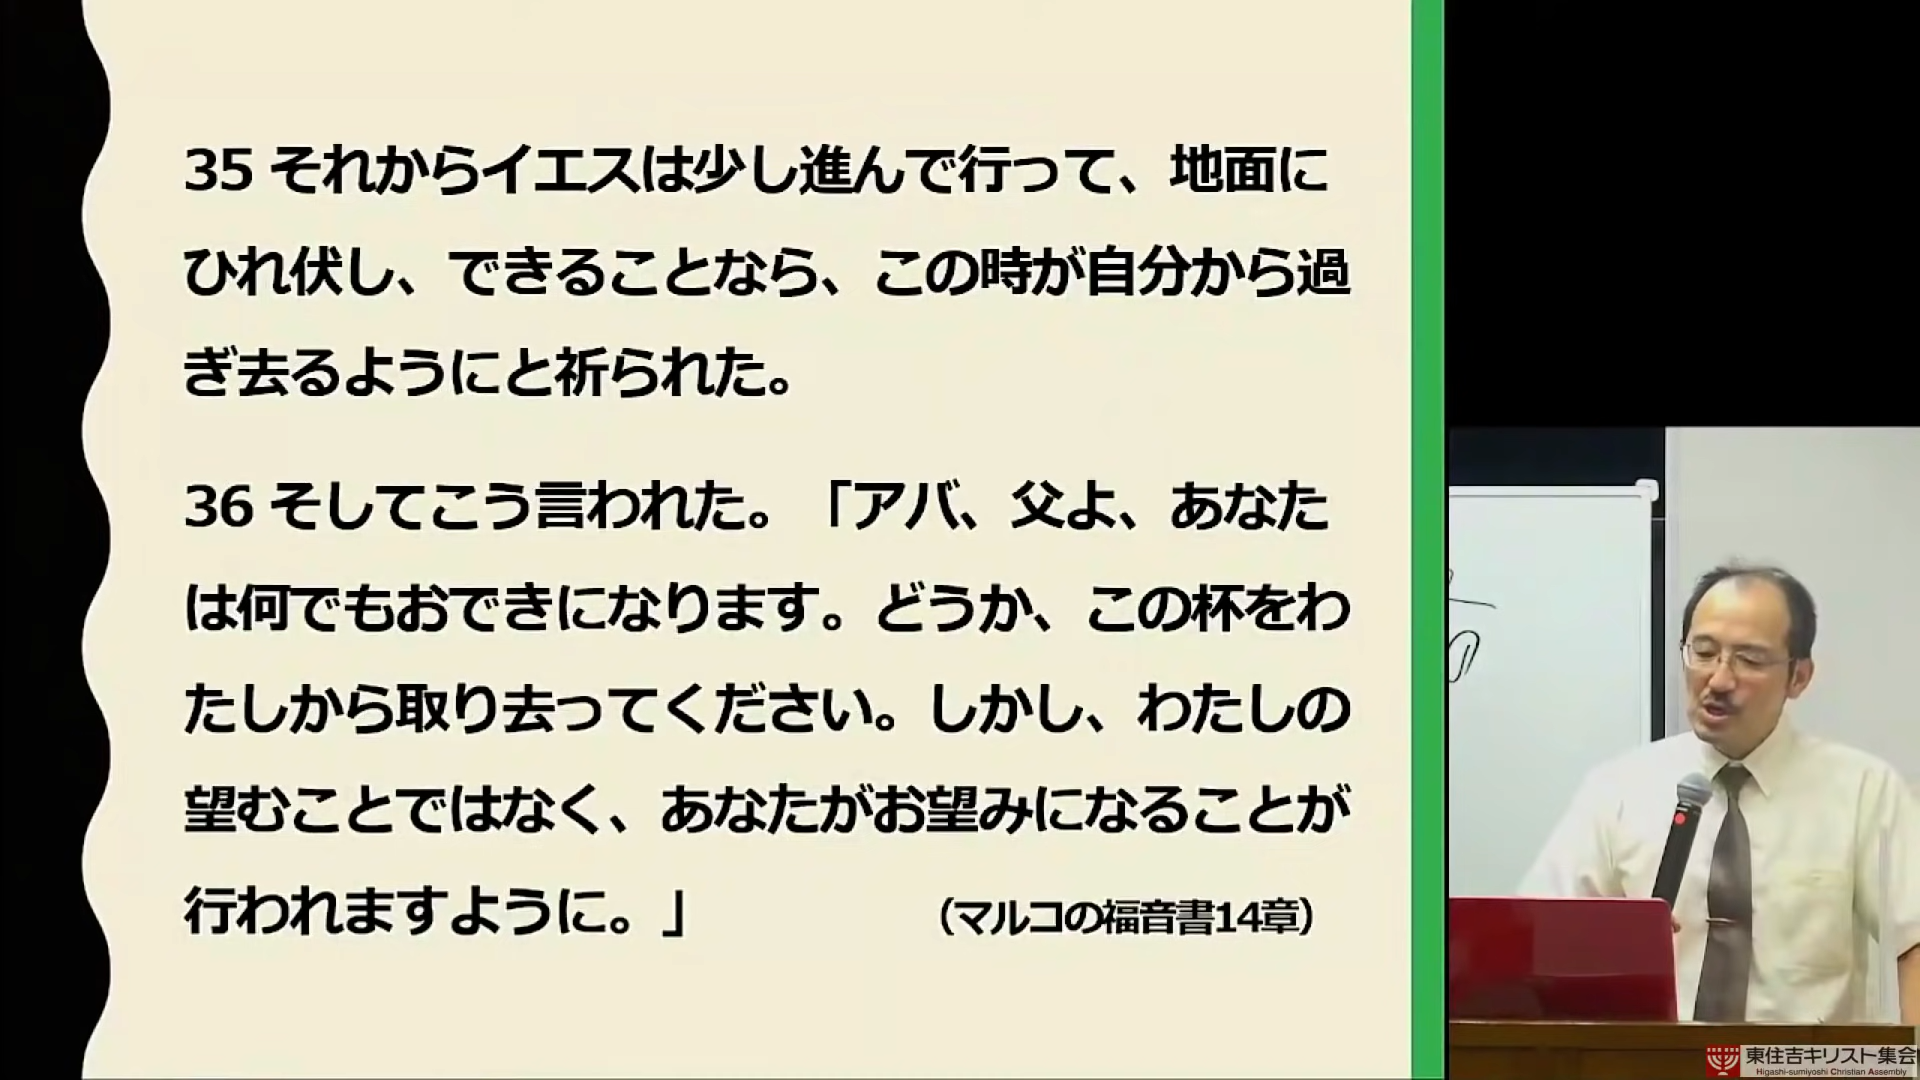 35 それからイエスは少し進んで行って、地面に
ひれ伏し、できることなら、この時が自分から過
ぎ去るようにと祈られた。
36 そしてこう言われた。「アバ、父よ、あなた
は何でもおできになります。どうか、この杯をわ
たしから取り去ってください。しかし、わたしの
望むことではなく、あなたがお望みになることが
行われますように。」
（マルコの福音書14章）
東住吉キリスト集会
Higashi-sumiyoshi Christian Assembly